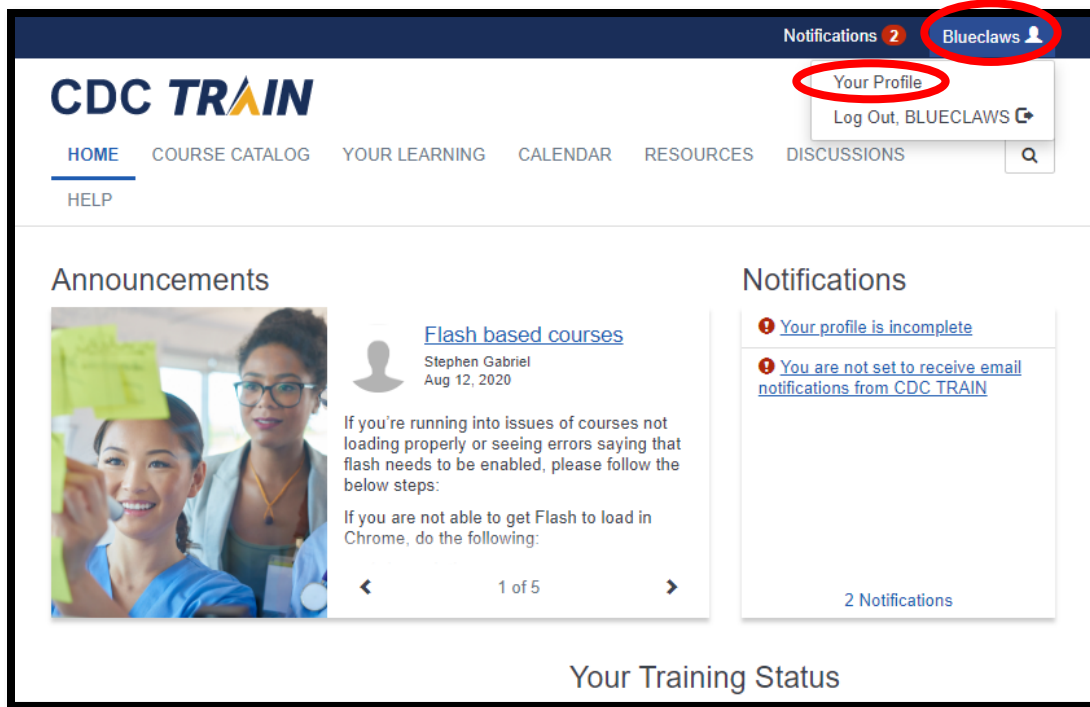 Notifications 2 Blueclaws
Your Profile
Log Out, BLUECLAWS
CDC TRAIN
HOME COURSE CATALOG YOUR LEARNING CALENDAR RESOURCES DISCUSSIONS
HELP
Announcements
Flash based courses
Stephen Gabriel
Aug 12, 2020
If you're running into issues of courses not
loading properly or seeing errors saying that
flash needs to be enabled, please follow the
below steps:
If you are not able to get Flash to load in
Chrome, do the following:
1 of 5
Notifications
Your profile is incomplete
You are not set to receive email
notifications from CDC TRAIN
2 Notifications
Your Training Status